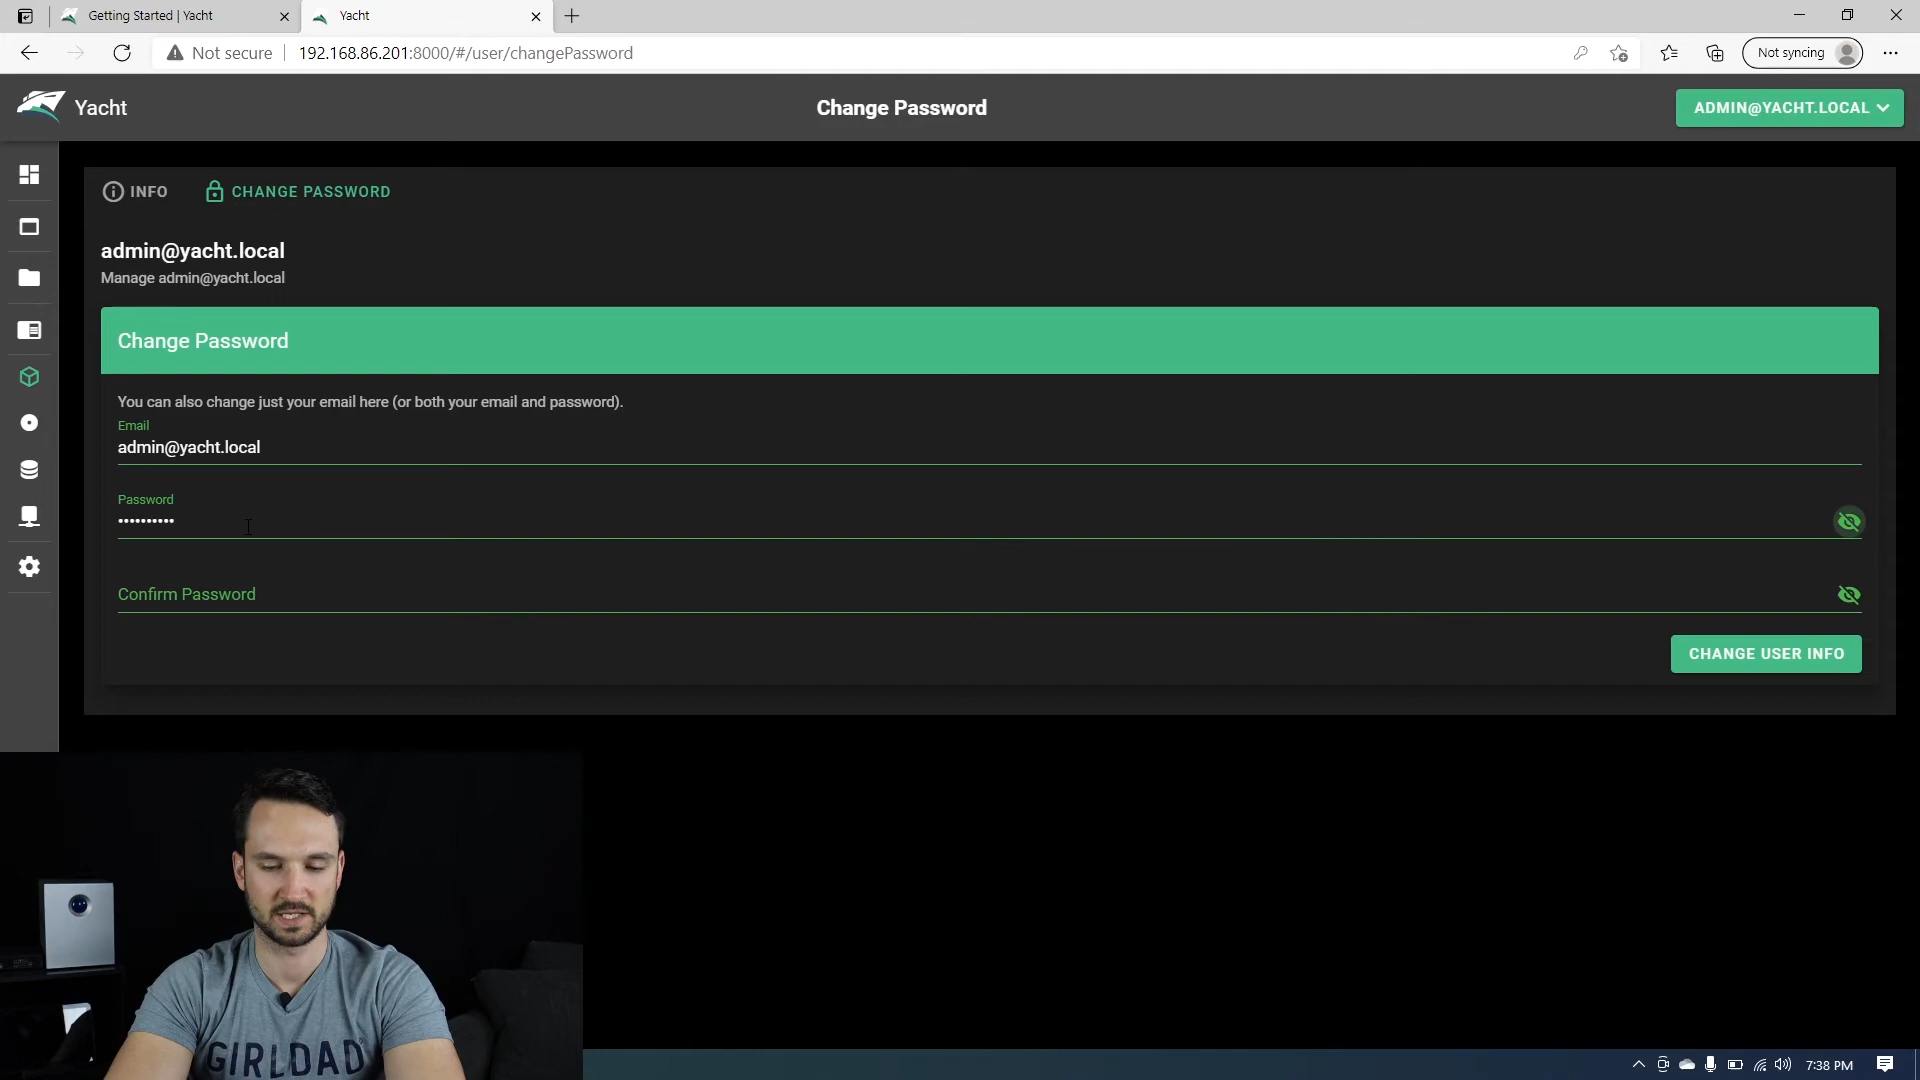 Getting Started | Yacht
Yacht
Not secure
192.168.86.201:8000/#/user/changePassword
Not syncing
Yacht
Change Password
ADMIN@YACHT.LOCAL
INFO
CHANGE PASSWORD
admin@yacht.local
Manage admin@yacht.local
Change Password
You can also change just your email here (or both your email and password).
Email
admin@yacht.local
Password
••••••••••
Confirm Password
CHANGE USER INFO
GIRLDAD
7:38 PM